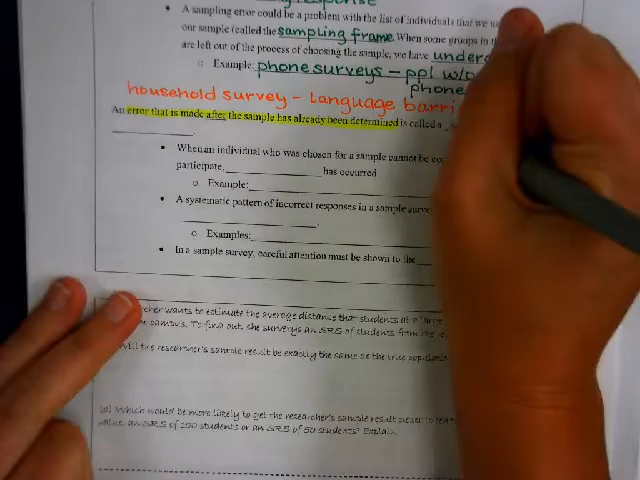 response
A sampling error could be a problem with the list of individuals that we
our sample (called the sampling frame. When some groups in
are left out of the process of choosing the sample, we have
Example: phone surveys – ppl w/o
phone
household survey – Language
An error that is made after the sample has already been determined is called a
When an individual who was chosen for a sample cannot be
participate, has occurred
Example:
A systematic pattern of incorrect responses in a sample
Examples:
In a sample survey, careful attention must be shown to the
wants to estimate the average distance that students at a large
campus. To find out, she surveys an SRS of students from the
the researcher's sample result be exactly the same as the true
Which would be more likely to get the researcher's sample result closer to
value: an SRS of 100 students or an SRS of 50 students? Explain.